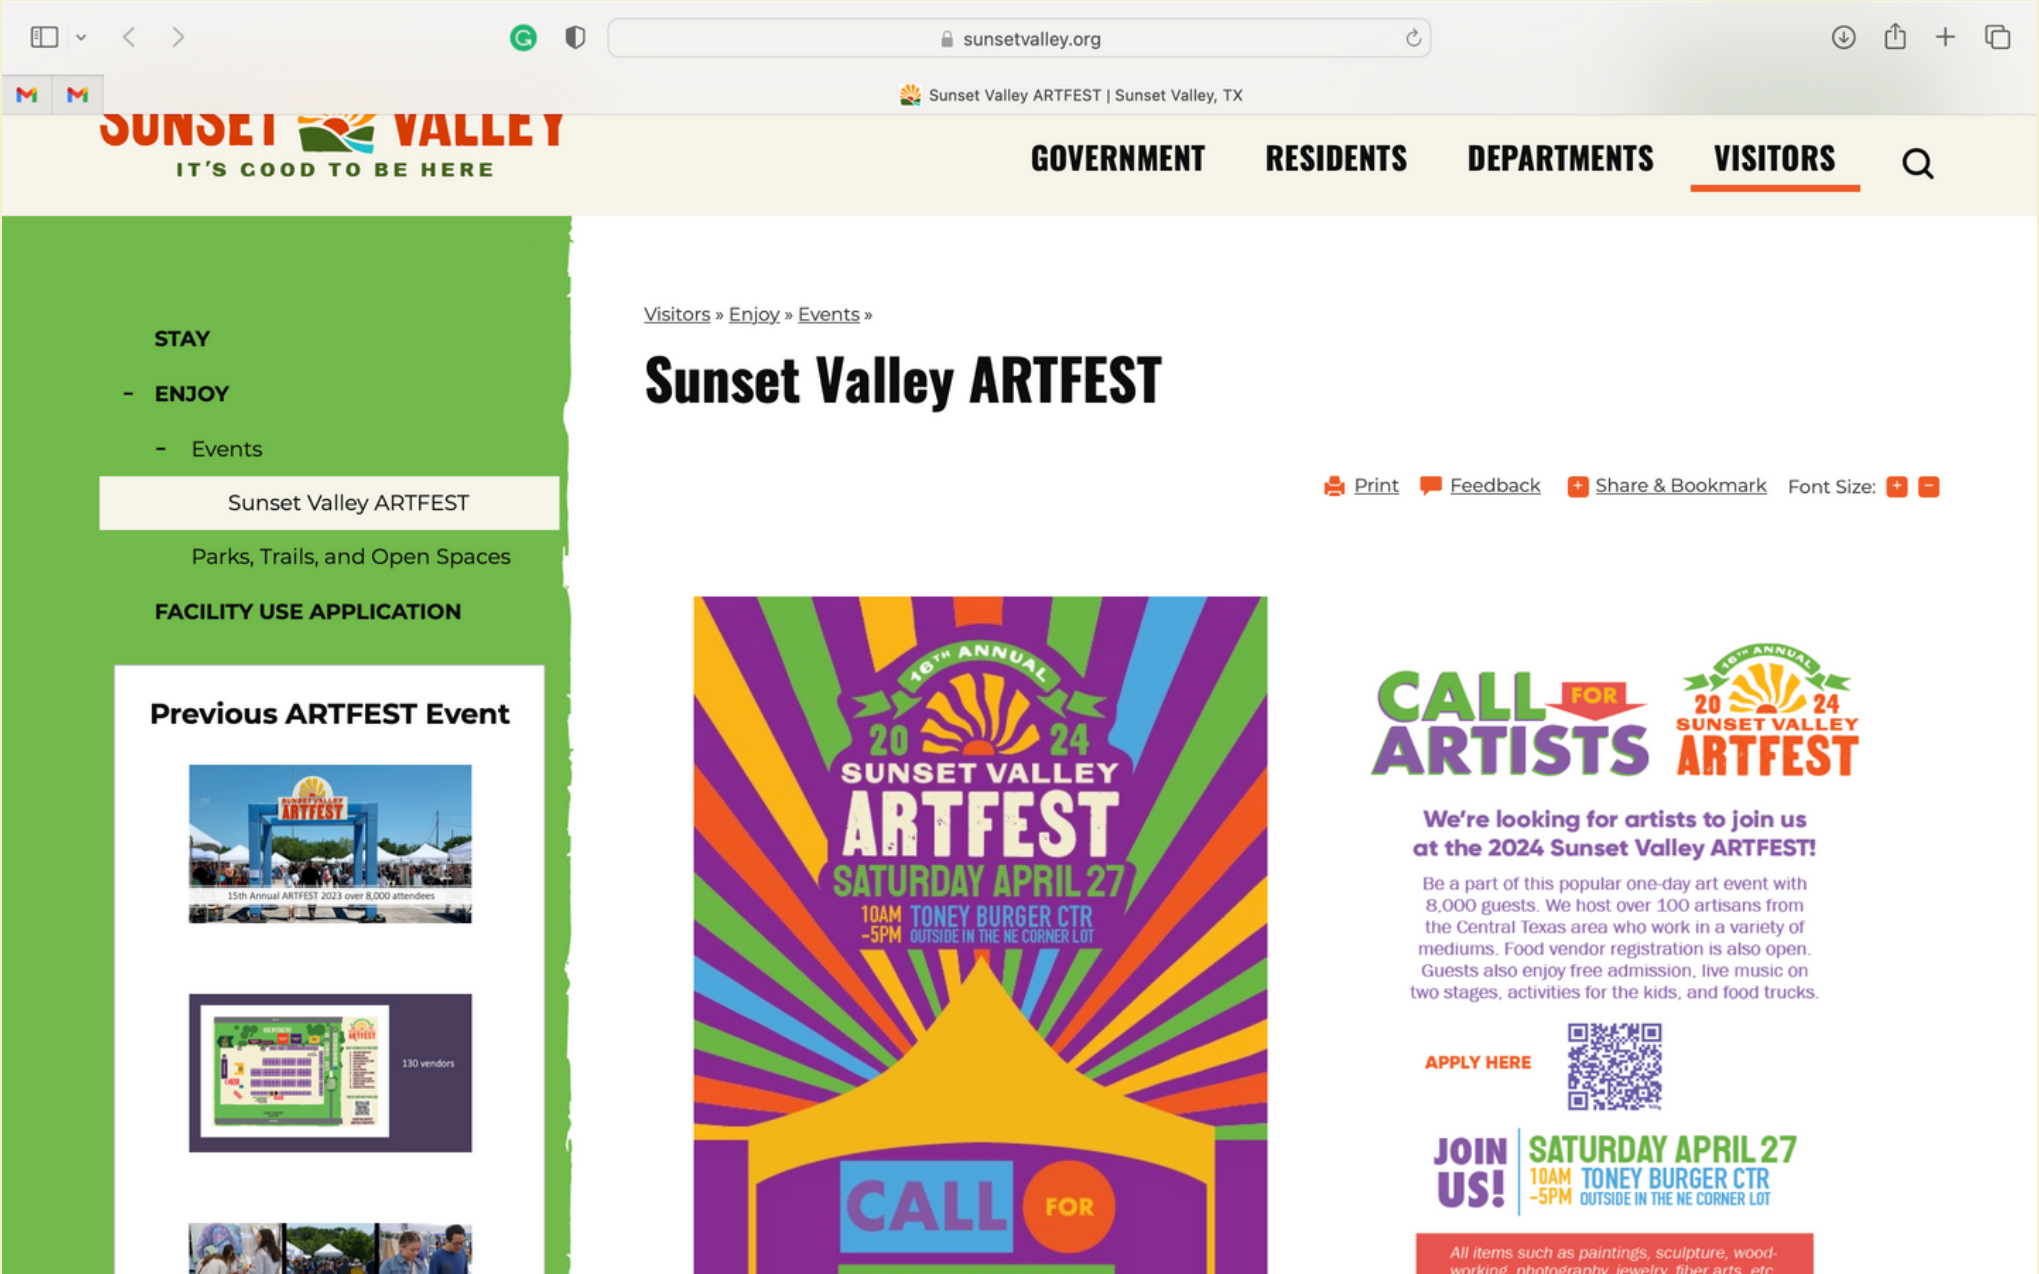 sunsetvalley.org
Sunset Valley ARTFEST | Sunset Valley, TX
SUNSET VALLEY
IT'S GOOD TO BE HERE
GOVERNMENT
RESIDENTS
DEPARTMENTS
VISITORS
STAY
- ENJOY
- Events
Sunset Valley ARTFEST
Parks, Trails, and Open Spaces
FACILITY USE APPLICATION
Previous ARTFEST Event
SUNSET VALLEY
ARTFEST
15th Annual ARTFEST 2023 over 8,000 attendees
ARTFEST
130 vendors
Visitors » Enjoy » Events »
Sunset Valley ARTFEST
Print
Feedback
Share & Bookmark
Font Size: + -
16TH ANNUAL
20 24
SUNSET VALLEY
ARTFEST
SATURDAY APRIL 27
10AM TONEY BURGER CTR
-5PM OUTSIDE IN THE NE CORNER LOT
CALL FOR
CALL FOR
ARTISTS
16TH ANNUAL
20 24
SUNSET VALLEY
ARTFEST
We're looking for artists to join us
at the 2024 Sunset Valley ARTFEST!
Be a part of this popular one-day art event with
8,000 guests. We host over 100 artisans from
the Central Texas area who work in a variety of
mediums. Food vendor registration is also open.
Guests also enjoy free admission, live music on
two stages, activities for the kids, and food trucks.
APPLY HERE
JOIN
US!
SATURDAY APRIL 27
10AM TONEY BURGER CTR
-5PM OUTSIDE IN THE NE CORNER LOT
All items such as paintings, sculpture, wood-
working, photography, jewelry, fiber arts, etc.